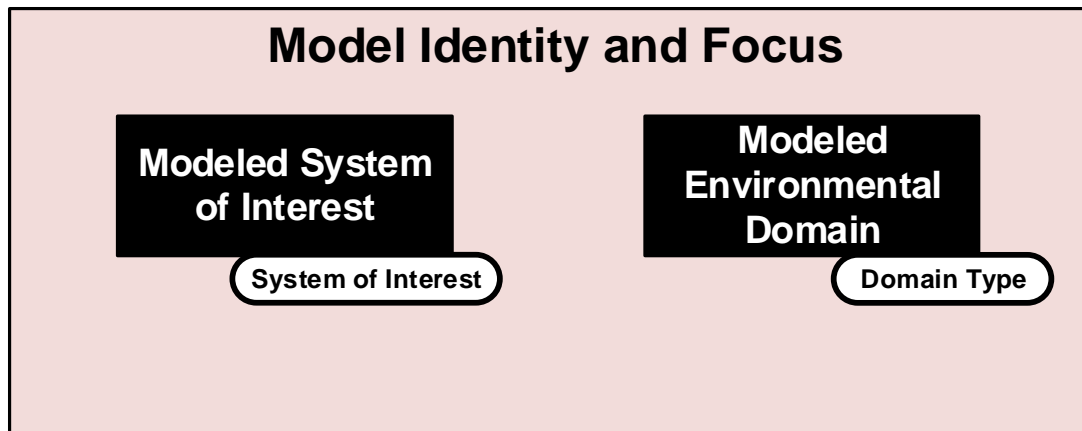 Model Identity and Focus
Modeled System
of Interest
System of Interest
Modeled
Environmental
Domain
Domain Type